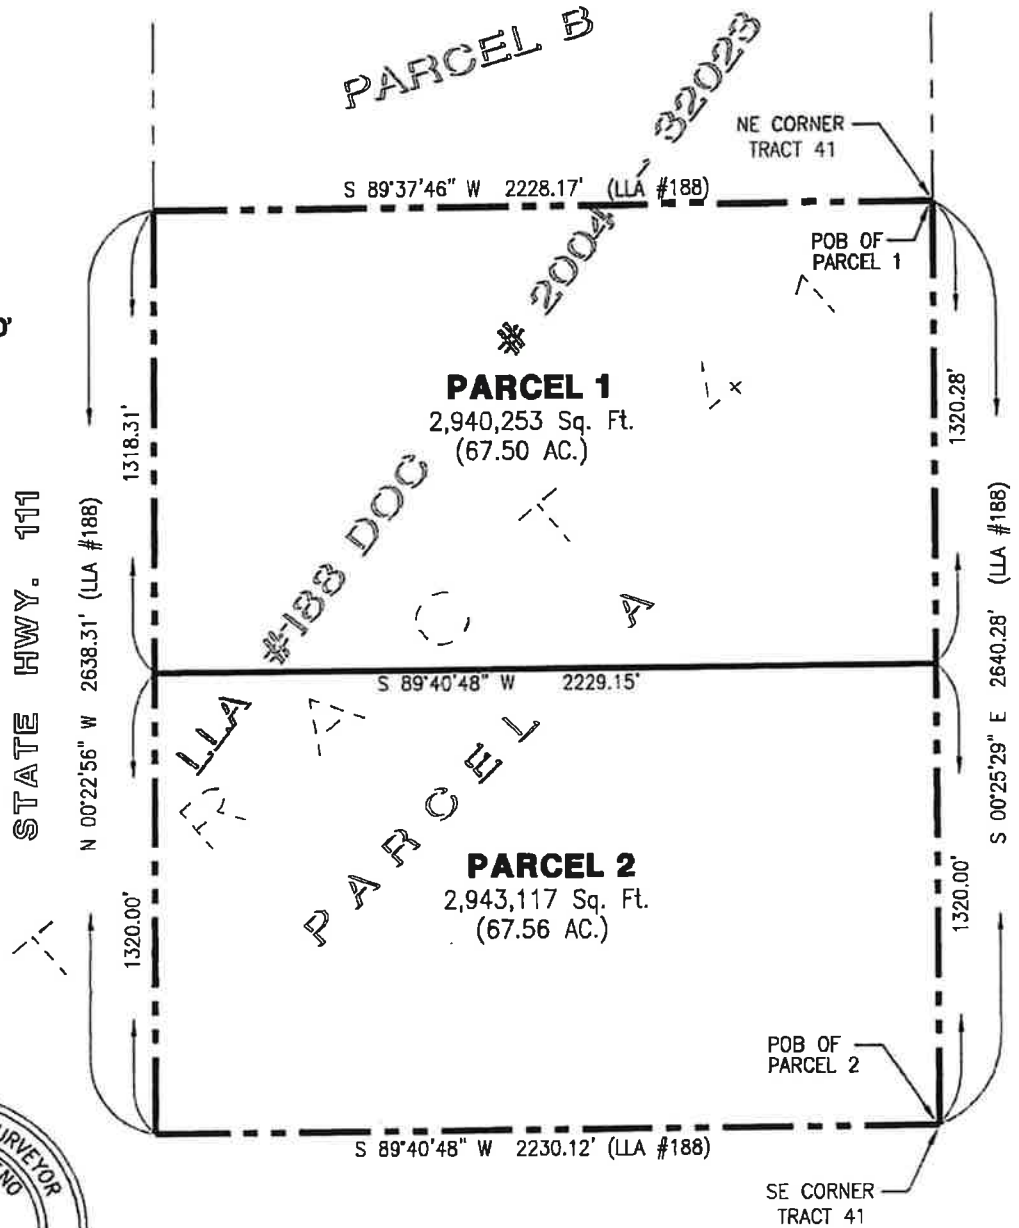 PARCEL B
NE CORNER
TRACT 41
S 89°37'46" W 2228.17' (LLA #188)
POB OF
PARCEL 1
LLA #188 DOC # 2004 - 32023
TRACT 41
PARCEL 1
2,940,253 Sq. Ft.
(67.50 AC.)
1318.31'
1320.28'
STATE HWY. 111
N 00°22'56" W 2638.31' (LLA #188)
S 00°25'29" E 2640.28' (LLA #188)
S 89°40'48" W 2229.15'
PARCEL A
PARCEL 2
2,943,117 Sq. Ft.
(67.56 AC.)
1320.00'
1320.00'
T
POB OF
PARCEL 2
S 89°40'48" W 2230.12' (LLA #188)
SE CORNER
TRACT 41